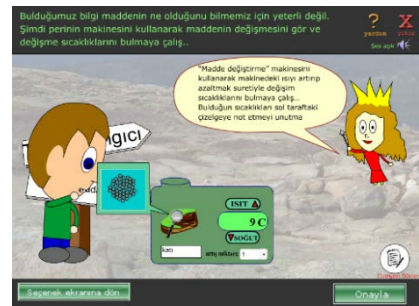 Bulduğumuz bilgi maddenin ne olduğunu bilmemiz için yeterli değil.
Şimdi perinin makinesini kullanarak maddenin değişmesini gör ve
değişme sıcaklıklarını bulmaya çalış..
?
X
yardım
Ses açık
"Madde değiştirme" makinesini
kullanarak makinedeki ısıyı artırıp
azaltmak suretiyle değişim
sıcaklıklarını bulmaya çalış...
Bulduğun sıcaklıkları sol taraftaki
çizelgeye not etmeyi unutma
ngıcı
ISIT
9 C
SOĞUT
katı
artış miktarı:
1
Seçenek ekranına dön
Onayla